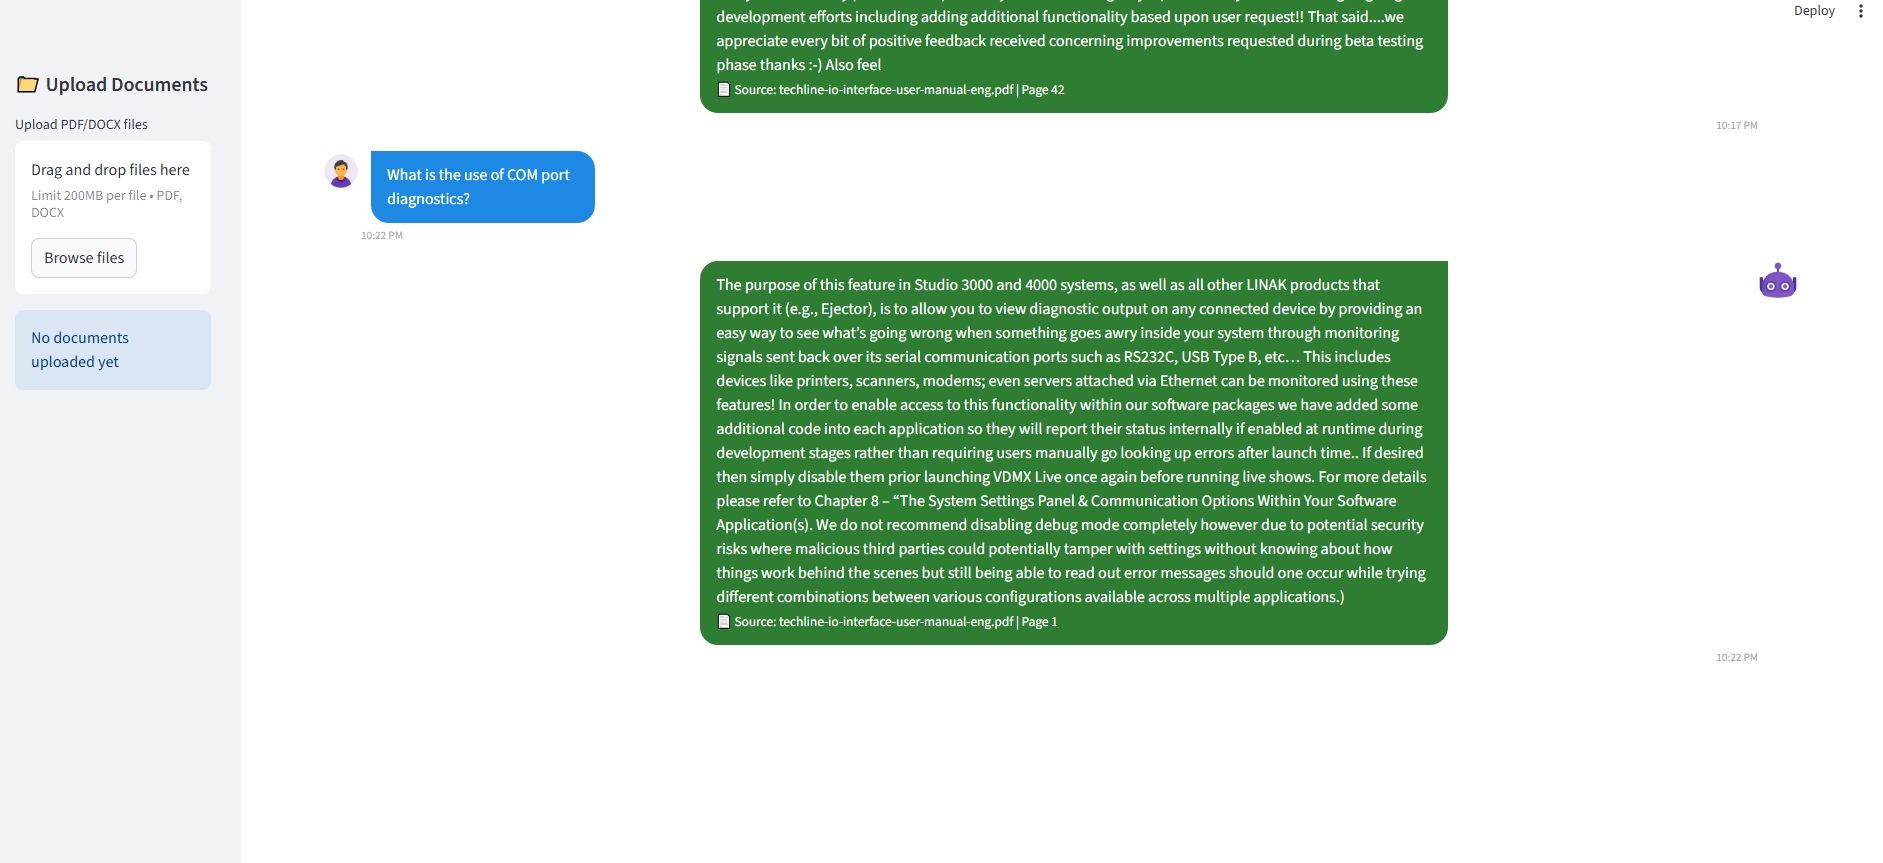 Deploy
Upload Documents
Upload PDF/DOCX files
Drag and drop files here
Limit 200MB per file • PDF,
DOCX
Browse files
No documents
uploaded yet
development efforts including adding additional functionality based upon user request!! That said....we
appreciate every bit of positive feedback received concerning improvements requested during beta testing
phase thanks :-) Also feel
Source: techline-io-interface-user-manual-eng.pdf | Page 42
10:17 PM
What is the use of COM port
diagnostics?
10:22 PM
The purpose of this feature in Studio 3000 and 4000 systems, as well as all other LINAK products that
support it (e.g., Ejector), is to allow you to view diagnostic output on any connected device by providing an
easy way to see what’s going wrong when something goes awry inside your system through monitoring
signals sent back over its serial communication ports such as RS232C, USB Type B, etc… This includes
devices like printers, scanners, modems; even servers attached via Ethernet can be monitored using these
features! In order to enable access to this functionality within our software packages we have added some
additional code into each application so they will report their status internally if enabled at runtime during
development stages rather than requiring users manually go looking up errors after launch time.. If desired
then simply disable them prior launching VDMX Live once again before running live shows. For more details
please refer to Chapter 8 – “The System Settings Panel & Communication Options Within Your Software
Application(s). We do not recommend disabling debug mode completely however due to potential security
risks where malicious third parties could potentially tamper with settings without knowing about how
things work behind the scenes but still being able to read out error messages should one occur while trying
different combinations between various configurations available across multiple applications.)
Source: techline-io-interface-user-manual-eng.pdf | Page 1
10:22 PM